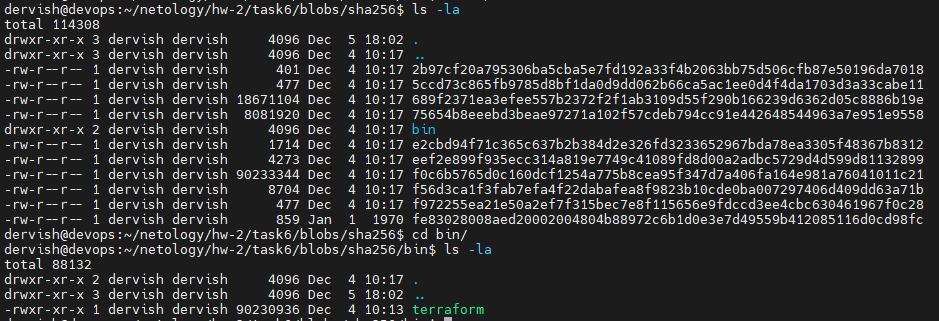 dervish@devops:~/netology/hw-2/task6/blobs/sha256$ ls -la
total 114308
drwxr-xr-x 3 dervish dervish     4096 Dec  5 18:02 .
drwxr-xr-x 3 dervish dervish     4096 Dec  4 10:17 ..
-rw-r--r-- 1 dervish dervish      401 Dec  4 10:17 2b97cf20a795306ba5cba5e7fd192a33f4b2063bb75d506cfb87e50196da7018
-rw-r--r-- 1 dervish dervish      477 Dec  4 10:17 5ccd73c865fb9785d8bf1da0d9dd062b66ca5ac1ee0d4f4da1703d3a33cabe11
-rw-r--r-- 1 dervish dervish 18671104 Dec  4 10:17 689f2371ea3efee557b2372f2f1ab3109d55f290b166239d6362d05c8886b19e
-rw-r--r-- 1 dervish dervish  8081920 Dec  4 10:17 75654b8eeebd3beae97271a102f57cdeb794cc91e442648544963a7e951e9558
drwxr-xr-x 2 dervish dervish     4096 Dec  4 10:17 bin
-rw-r--r-- 1 dervish dervish     1714 Dec  4 10:17 e2cbd94f71c365c637b2b384d2e326fd3233652967bda78ea3305f48367b8312
-rw-r--r-- 1 dervish dervish     4273 Dec  4 10:17 eef2e899f935ecc314a819e7749c41089fd8d00a2adbc5729d4d599d81132899
-rw-r--r-- 1 dervish dervish 90233344 Dec  4 10:17 f0c6b5765d0c160dcf1254a775b8cea95f347d7a406fa164e981a76041011c21
-rw-r--r-- 1 dervish dervish     8704 Dec  4 10:17 f56d3ca1f3fab7efa4f22dabafea8f9823b10cde0ba007297406d409dd63a71b
-rw-r--r-- 1 dervish dervish      477 Dec  4 10:17 f972255ea21e50a2ef7f315bec7e8f115656e9fdccd3ee4cbc630461967f0c28
-rw-r--r-- 1 dervish dervish      859 Jan  1  1970 fe83028008aed20002004804b88972c6b1d0e3e7d49559b412085116d0cd98fc
dervish@devops:~/netology/hw-2/task6/blobs/sha256$ cd bin/
dervish@devops:~/netology/hw-2/task6/blobs/sha256/bin$ ls -la
total 88132
drwxr-xr-x 2 dervish dervish     4096 Dec  4 10:17 .
drwxr-xr-x 3 dervish dervish     4096 Dec  5 18:02 ..
-rwxr-xr-x 1 dervish dervish 90230936 Dec  4 10:13 terraform